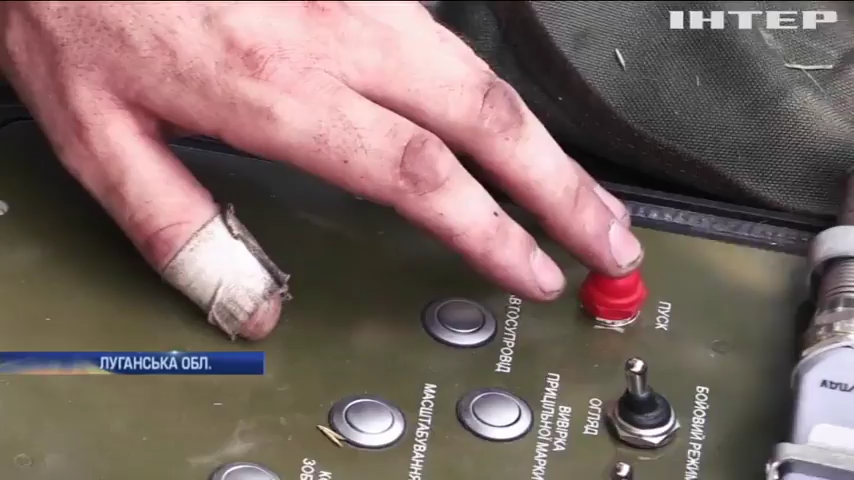 ІНТЕР
ЛУГАНСЬКА ОБЛ.
АВТОСУПРОВІД
ПУСК
МАСШТАБУВАННЯ
ВИВІРКА
ПРИЦІЛЬНОЇ МАРКИ
ОГЛЯД
БОЙОВИЙ РЕЖИМ